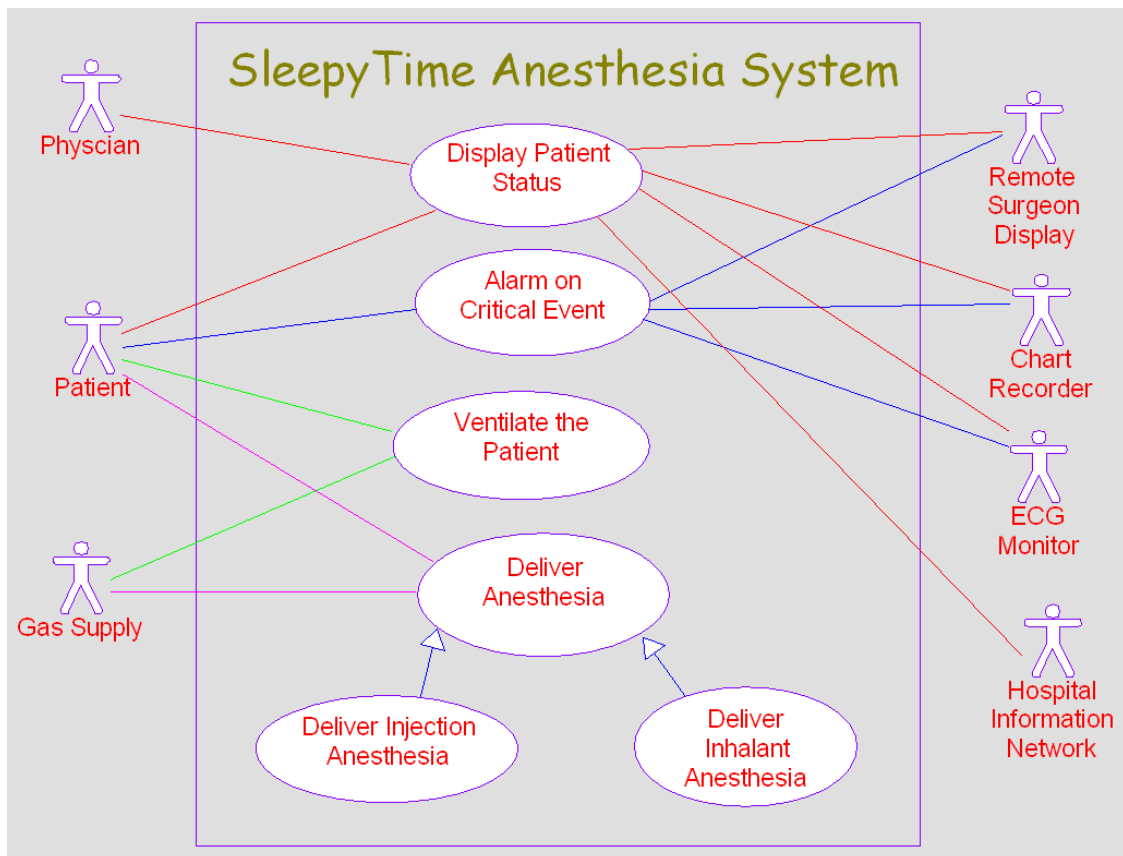 SleepyTime Anesthesia System
Physcian
Display Patient
Status
Remote
Surgeon
Display
Alarm on
Critical Event
Patient
Chart
Recorder
Ventilate the
Patient
ECG
Monitor
Deliver
Anesthesia
Gas Supply
Deliver Injection
Anesthesia
Deliver
Inhalant
Anesthesia
Hospital
Information
Network